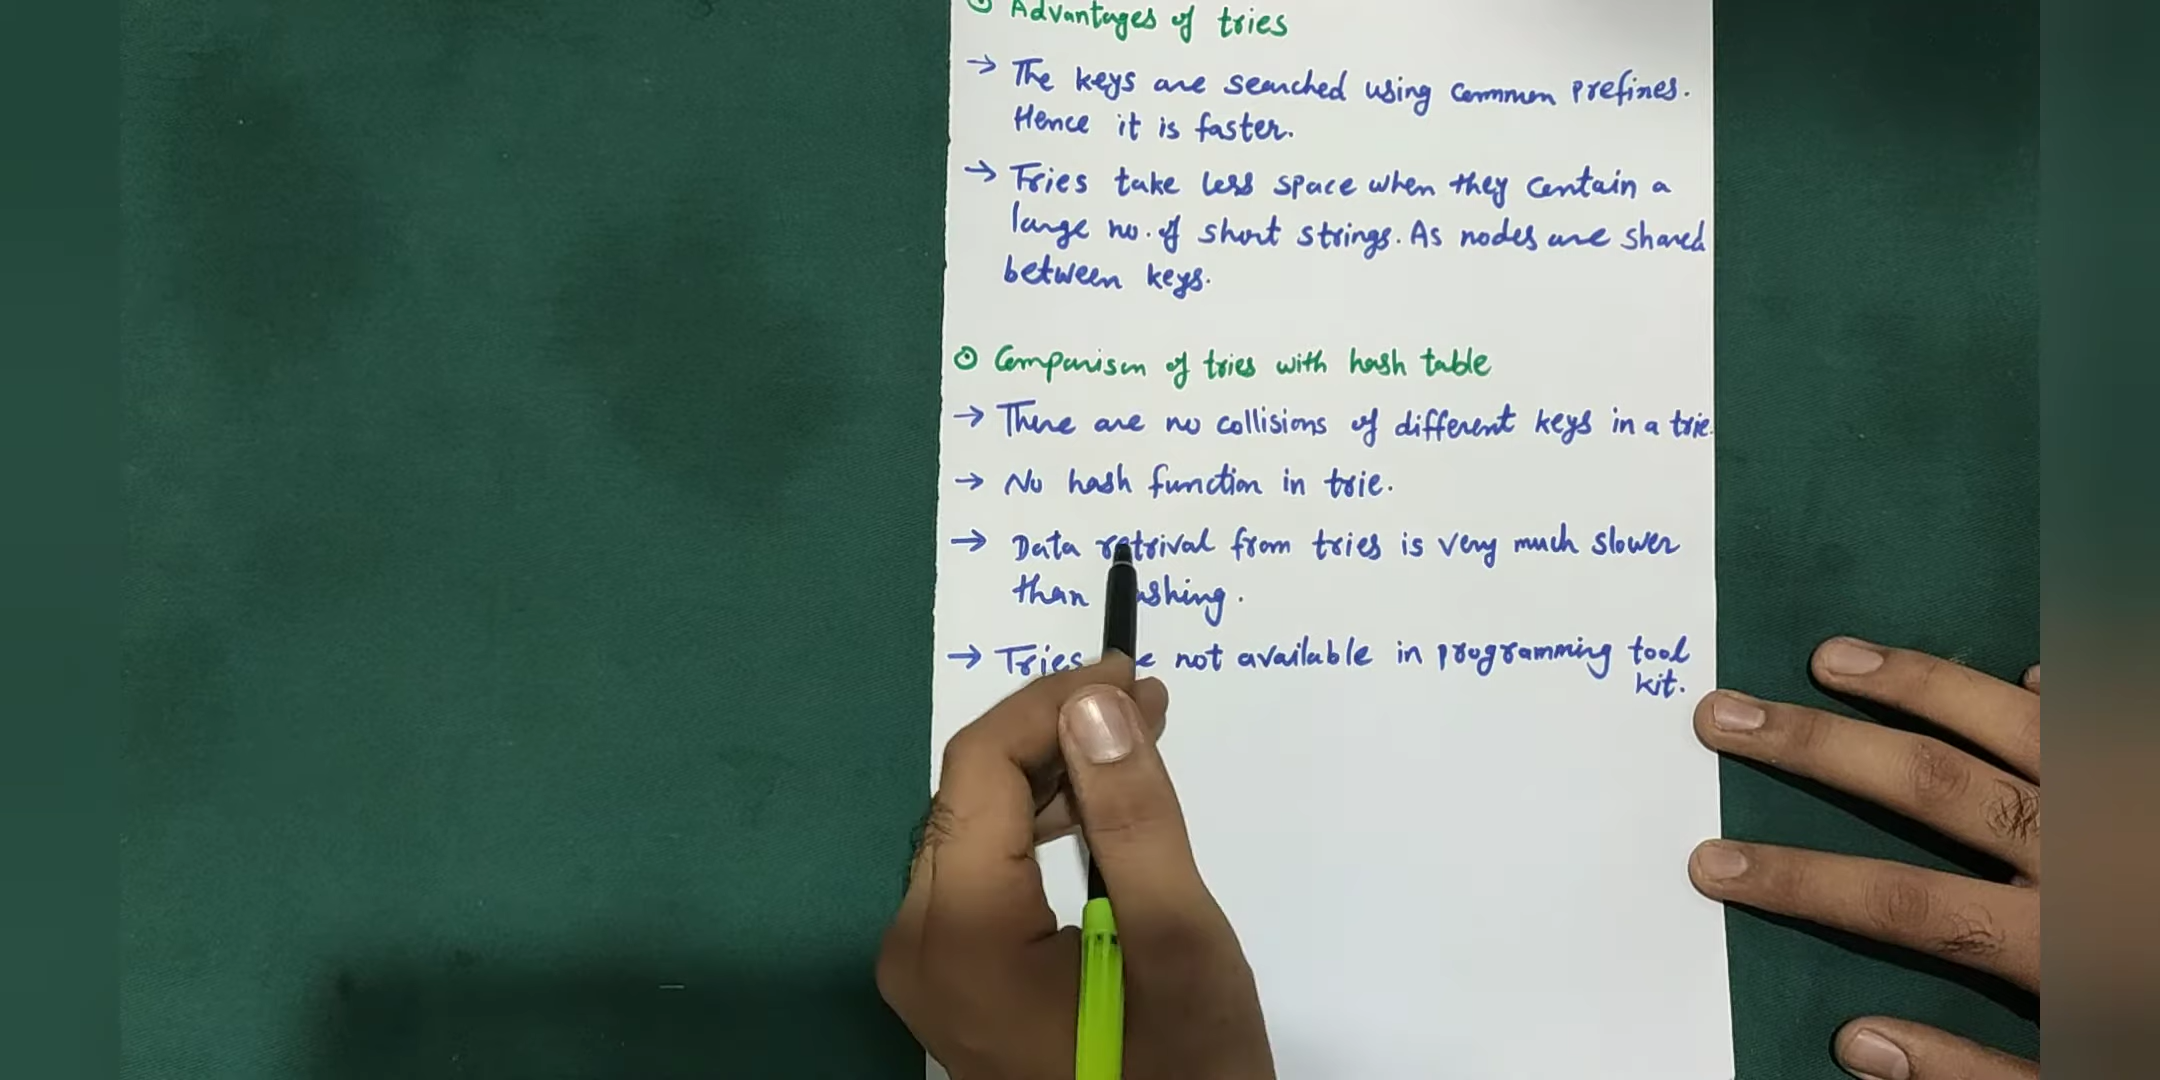 Advantages of tries
→ The keys are searched using common prefixes.
Hence it is faster.
→ Tries take less space when they contain a
large no. of short strings. As nodes are shared
between keys.
Comparison of tries with hash table
→ There are no collisions of different keys in a trie.
→ No hash function in trie.
→ Data retrival from tries is very much slower
than
→ Tries not available in programming tool
kit.